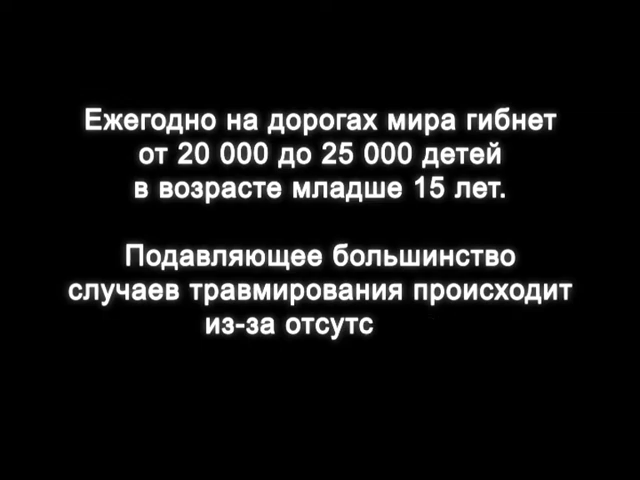 Ежегодно на дорогах мира гибнет
от 20 000 до 25 000 детей
в возрасте младше 15 лет.
Подавляющее большинство
случаев травмирования происходит
из-за отсутс